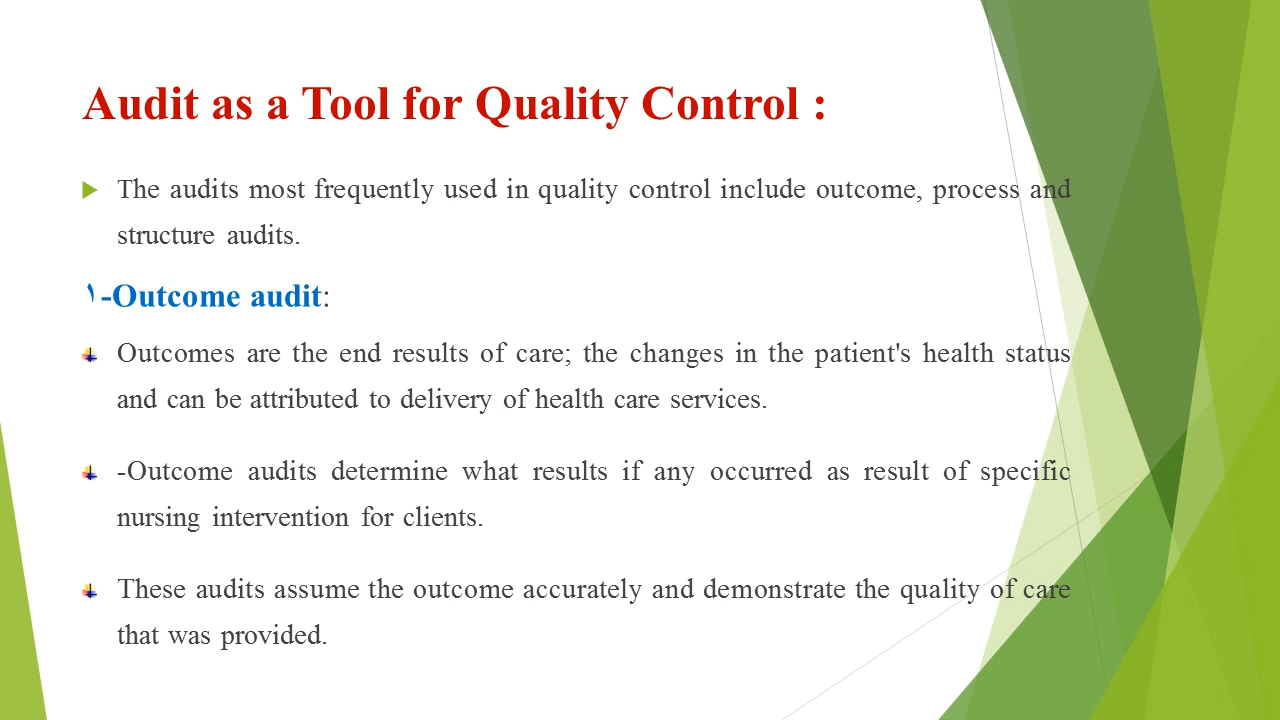 Audit as a Tool for Quality Control :
The audits most frequently used in quality control include outcome, process and
structure audits.
١-Outcome audit:
Outcomes are the end results of care; the changes in the patient's health status
and can be attributed to delivery of health care services.
-Outcome audits determine what results if any occurred as result of specific
nursing intervention for clients.
These audits assume the outcome accurately and demonstrate the quality of care
that was provided.